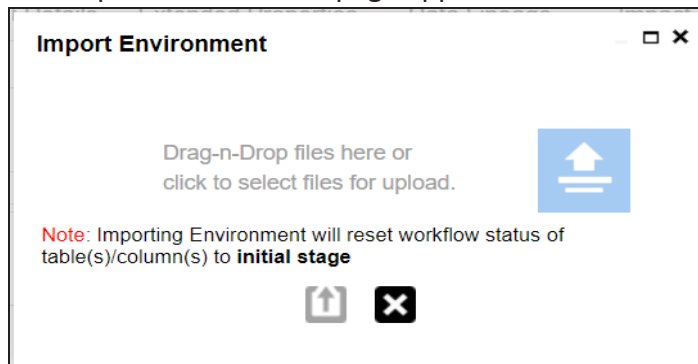 Import Environment
Drag-n-Drop files here or
click to select files for upload.
Note: Importing Environment will reset workflow status of
table(s)/column(s) to initial stage